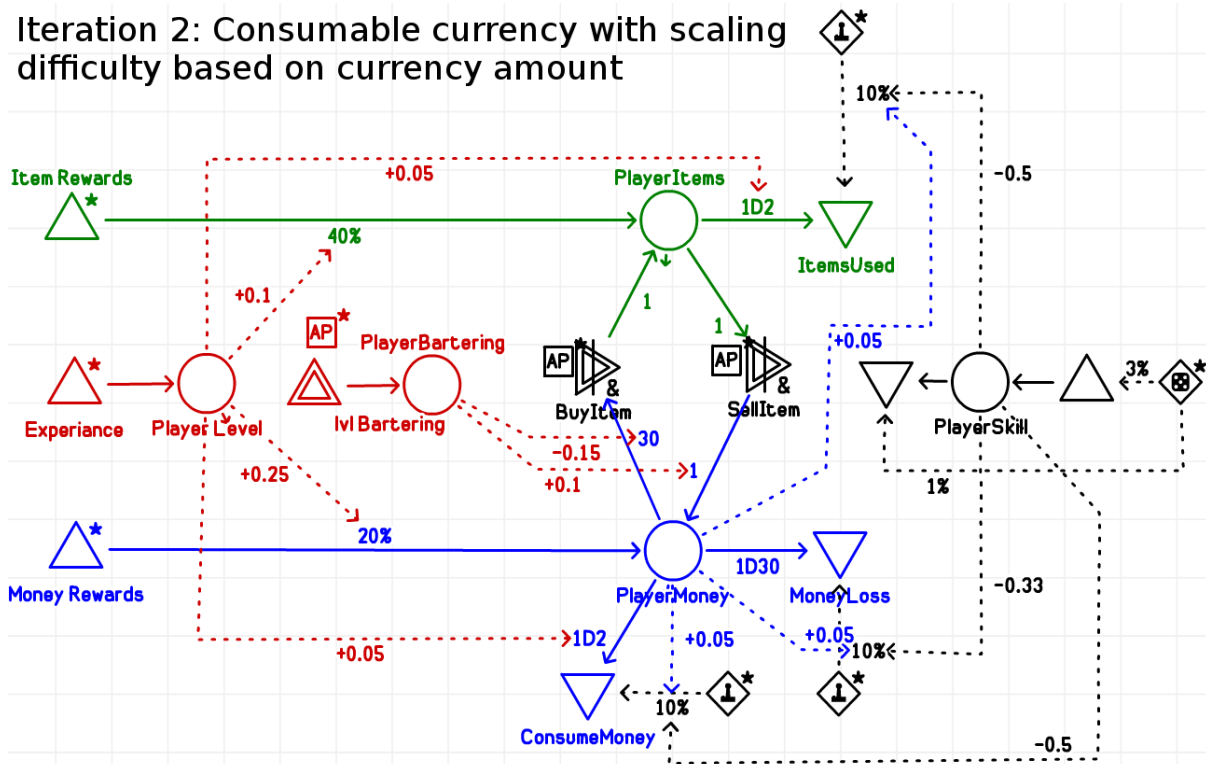 Iteration 2: Consumable currency with scaling
difficulty based on currency amount
*
10%
+0.05
-0.5
Item Rewards
*
PlayerItems
1D2
40%
ItemsUsed
+0.1
1
1
AP
*
PlayerBartering
AP
*
&
BuyItem
AP
*
&
SellItem
+0.05
3%
*
*
Experiance
Player Level
lvl Bartering
PlayerSkill
30
-0.15
1
+0.1
+0.25
1%
20%
*
1D30
Money Rewards
PlayerMoney
MoneyLoss
-0.33
1D2
+0.05
+0.05
10%
+0.05
*
*
10%
ConsumeMoney
-0.5